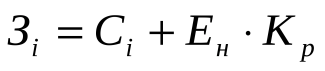 З_i = C_i + E_н · K_р